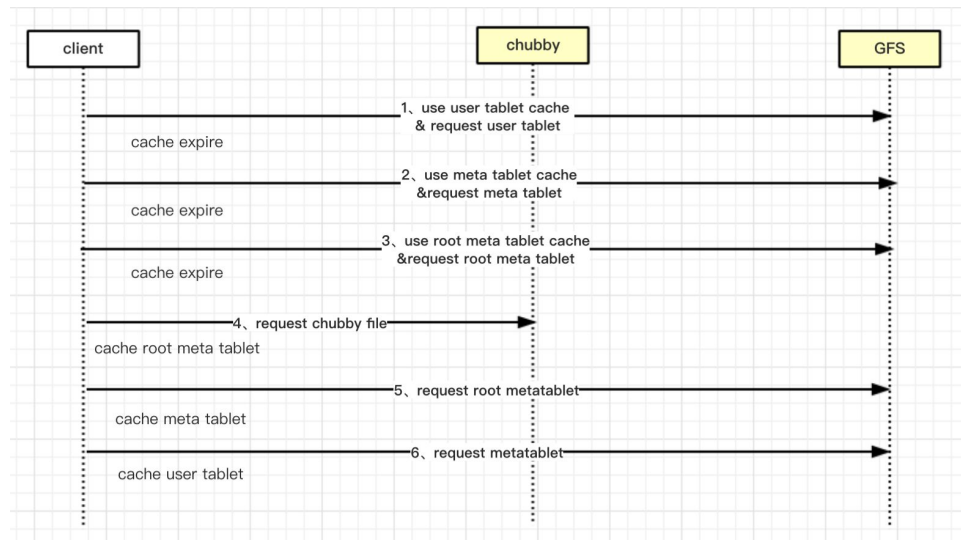 client
chubby
GFS
1、use user tablet cache
& request user tablet
cache expire
2、use meta tablet cache
&request meta tablet
cache expire
3、use root meta tablet cache
&request root meta tablet
cache expire
4、request chubby file
cache root meta tablet
5、request root metatablet
cache meta tablet
6、request metatablet
cache user tablet